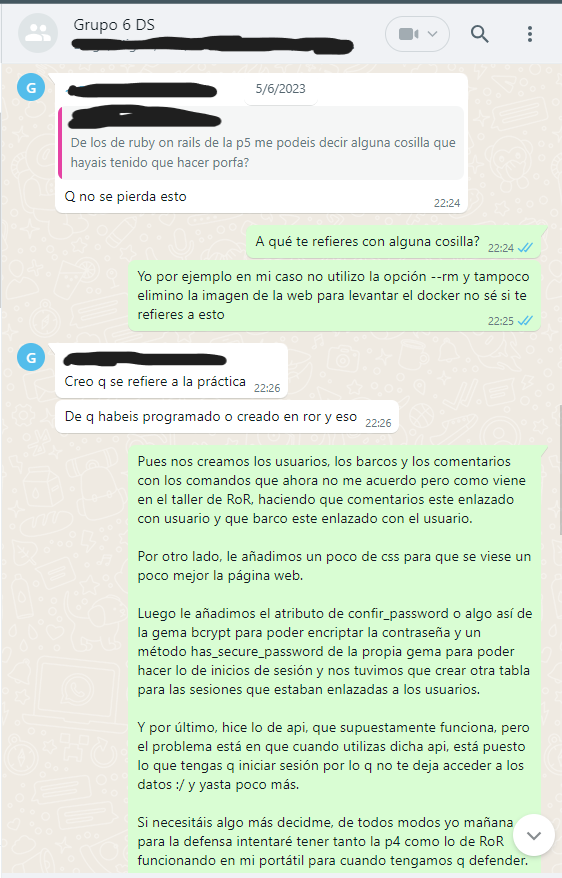 Grupo 6 DS
G
5/6/2023
De los de ruby on rails de la p5 me podeis decir alguna cosilla que
hayais tenido que hacer porfa?
Q no se pierda esto
22:24
A qué te refieres con alguna cosilla? 22:24
Yo por ejemplo en mi caso no utilizo la opción --rm y tampoco
elimino la imagen de la web para levantar el docker no sé si te
refieres a esto
22:25
G
Creo q se refiere a la práctica 22:26
De q habeis programado o creado en ror y eso 22:26
Pues nos creamos los usuarios, los barcos y los comentarios
con los comandos que ahora no me acuerdo pero como viene
en el taller de RoR, haciendo que comentarios este enlazado
con usuario y que barco este enlazado con el usuario.
Por otro lado, le añadimos un poco de css para que se viese un
poco mejor la página web.
Luego le añadimos el atributo de confir_password o algo así de
la gema bcrypt para poder encriptar la contraseña y un
método has_secure_password de la propia gema para poder
hacer lo de inicios de sesión y nos tuvimos que crear otra tabla
para las sesiones que estaban enlazadas a los usuarios.
Y por último, hice lo de api, que supuestamente funciona, pero
el problema está en que cuando utilizas dicha api, está puesto
lo que tengas q iniciar sesión por lo q no te deja acceder a los
datos :/ y yasta poco más.
Si necesitáis algo más decidme, de todos modos yo mañana
para la defensa intentaré tener tanto la p4 como lo de RoR
funcionando en mi portátil para cuando tengamos q defender.